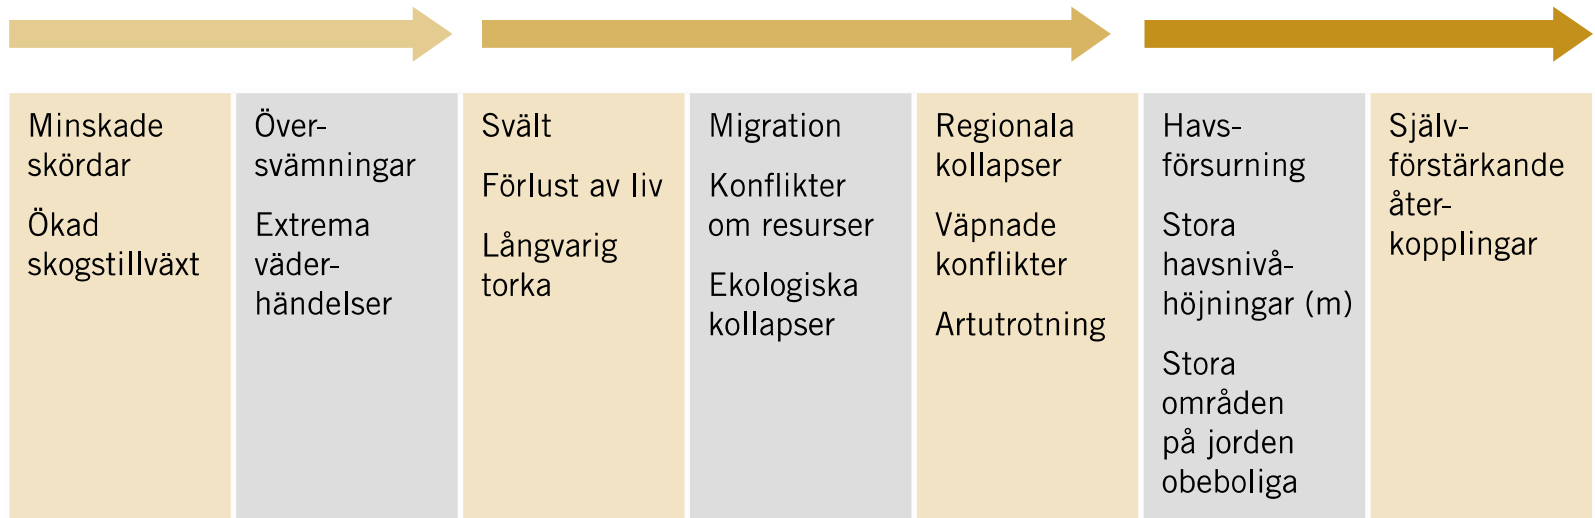 Minskade
skördar
Ökad
skogstillväxt
Över-
svämningar
Extrema
väder-
händelser
Svält
Förlust av liv
Långvarig
torka
Migration
Konflikter
om resurser
Ekologiska
kollapser
Regionala
kollapser
Väpnade
konflikter
Artutrotning
Havs-
försurning
Stora
havsnivå-
höjningar (m)
Stora
områden
på jorden
obeboliga
Själv-
förstärkande
åter-
kopplingar